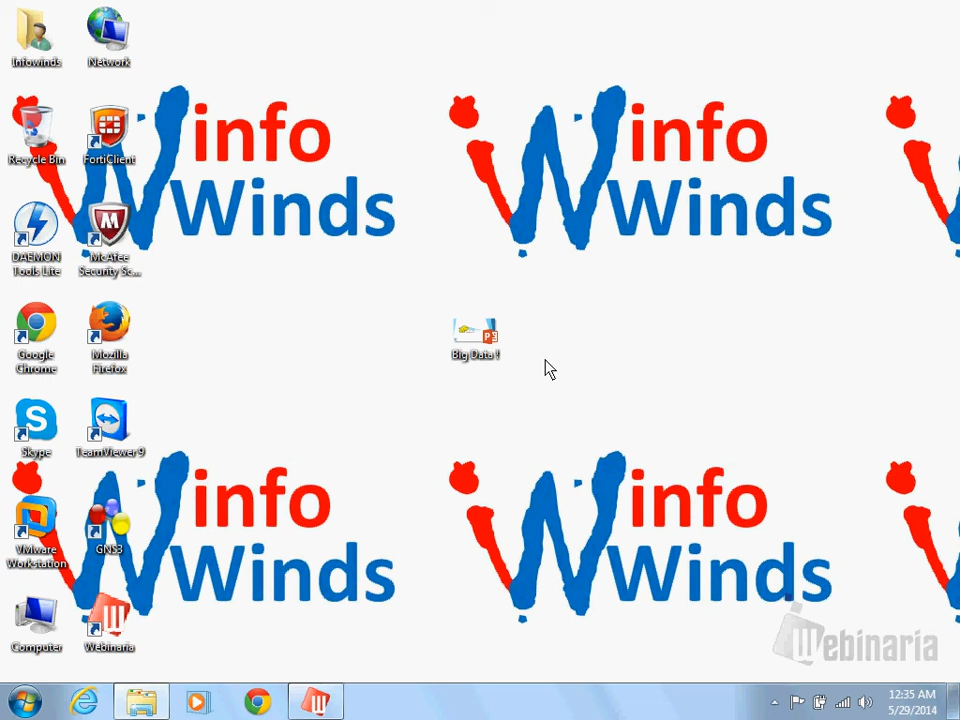 Infowinds
Network
Recycle Bin
FortiClient
DAEMON
Tools Lite
McAfee
Security Sc...
Google
Chrome
Mozilla
Firefox
Skype
TeamViewer 9
VMware
Workstation
GNS3
Computer
Webinaria
info
Winds
info
Winds
Big Data !
info
Winds
info
Winds
Webinaria
12:35 AM
5/29/2014